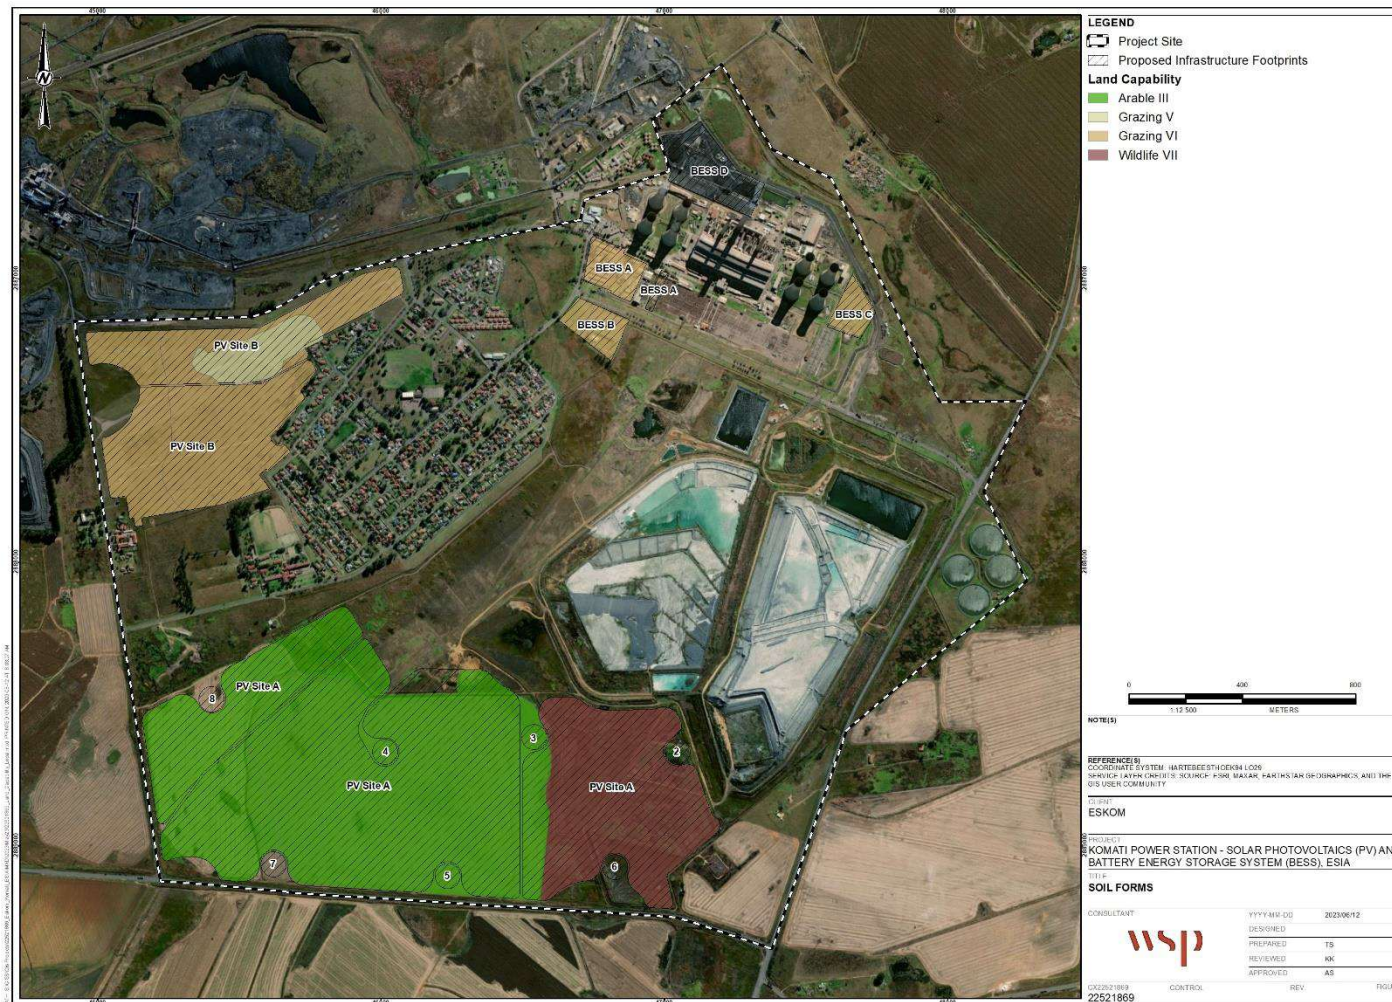 45000 46000 47000 48000
N
LEGEND
Project Site
Proposed Infrastructure Footprints
Land Capability
Arable III
Grazing V
Grazing VI
Wildlife VII
BESS D
BESS A
BESS A
BESS B
BESS C
PV Site B
PV Site B
PV Site A
8
3
4
2
PV Site A
PV Site A
7
5
6
0 400 800
1:12 500 METERS
NOTE(S)
REFERENCE(S)
COORDINATE SYSTEM: HARTEBEESTHOEK94 LO29
SERVICE LAYER CREDITS: SOURCE: ESRI, MAXAR, EARTHSTAR GEOGRAPHICS, AND THE
GIS USER COMMUNITY
CLIENT
ESKOM
PROJECT
KOMATI POWER STATION - SOLAR PHOTOVOLTAICS (PV) AN
BATTERY ENERGY STORAGE SYSTEM (BESS), ESIA
TITLE
SOIL FORMS
CONSULTANT
wsp
YYYY-MM-DD 2023/06/12
DESIGNED
PREPARED TS
REVIEWED KK
APPROVED AS
CONTROL REV. FIGU
22521869